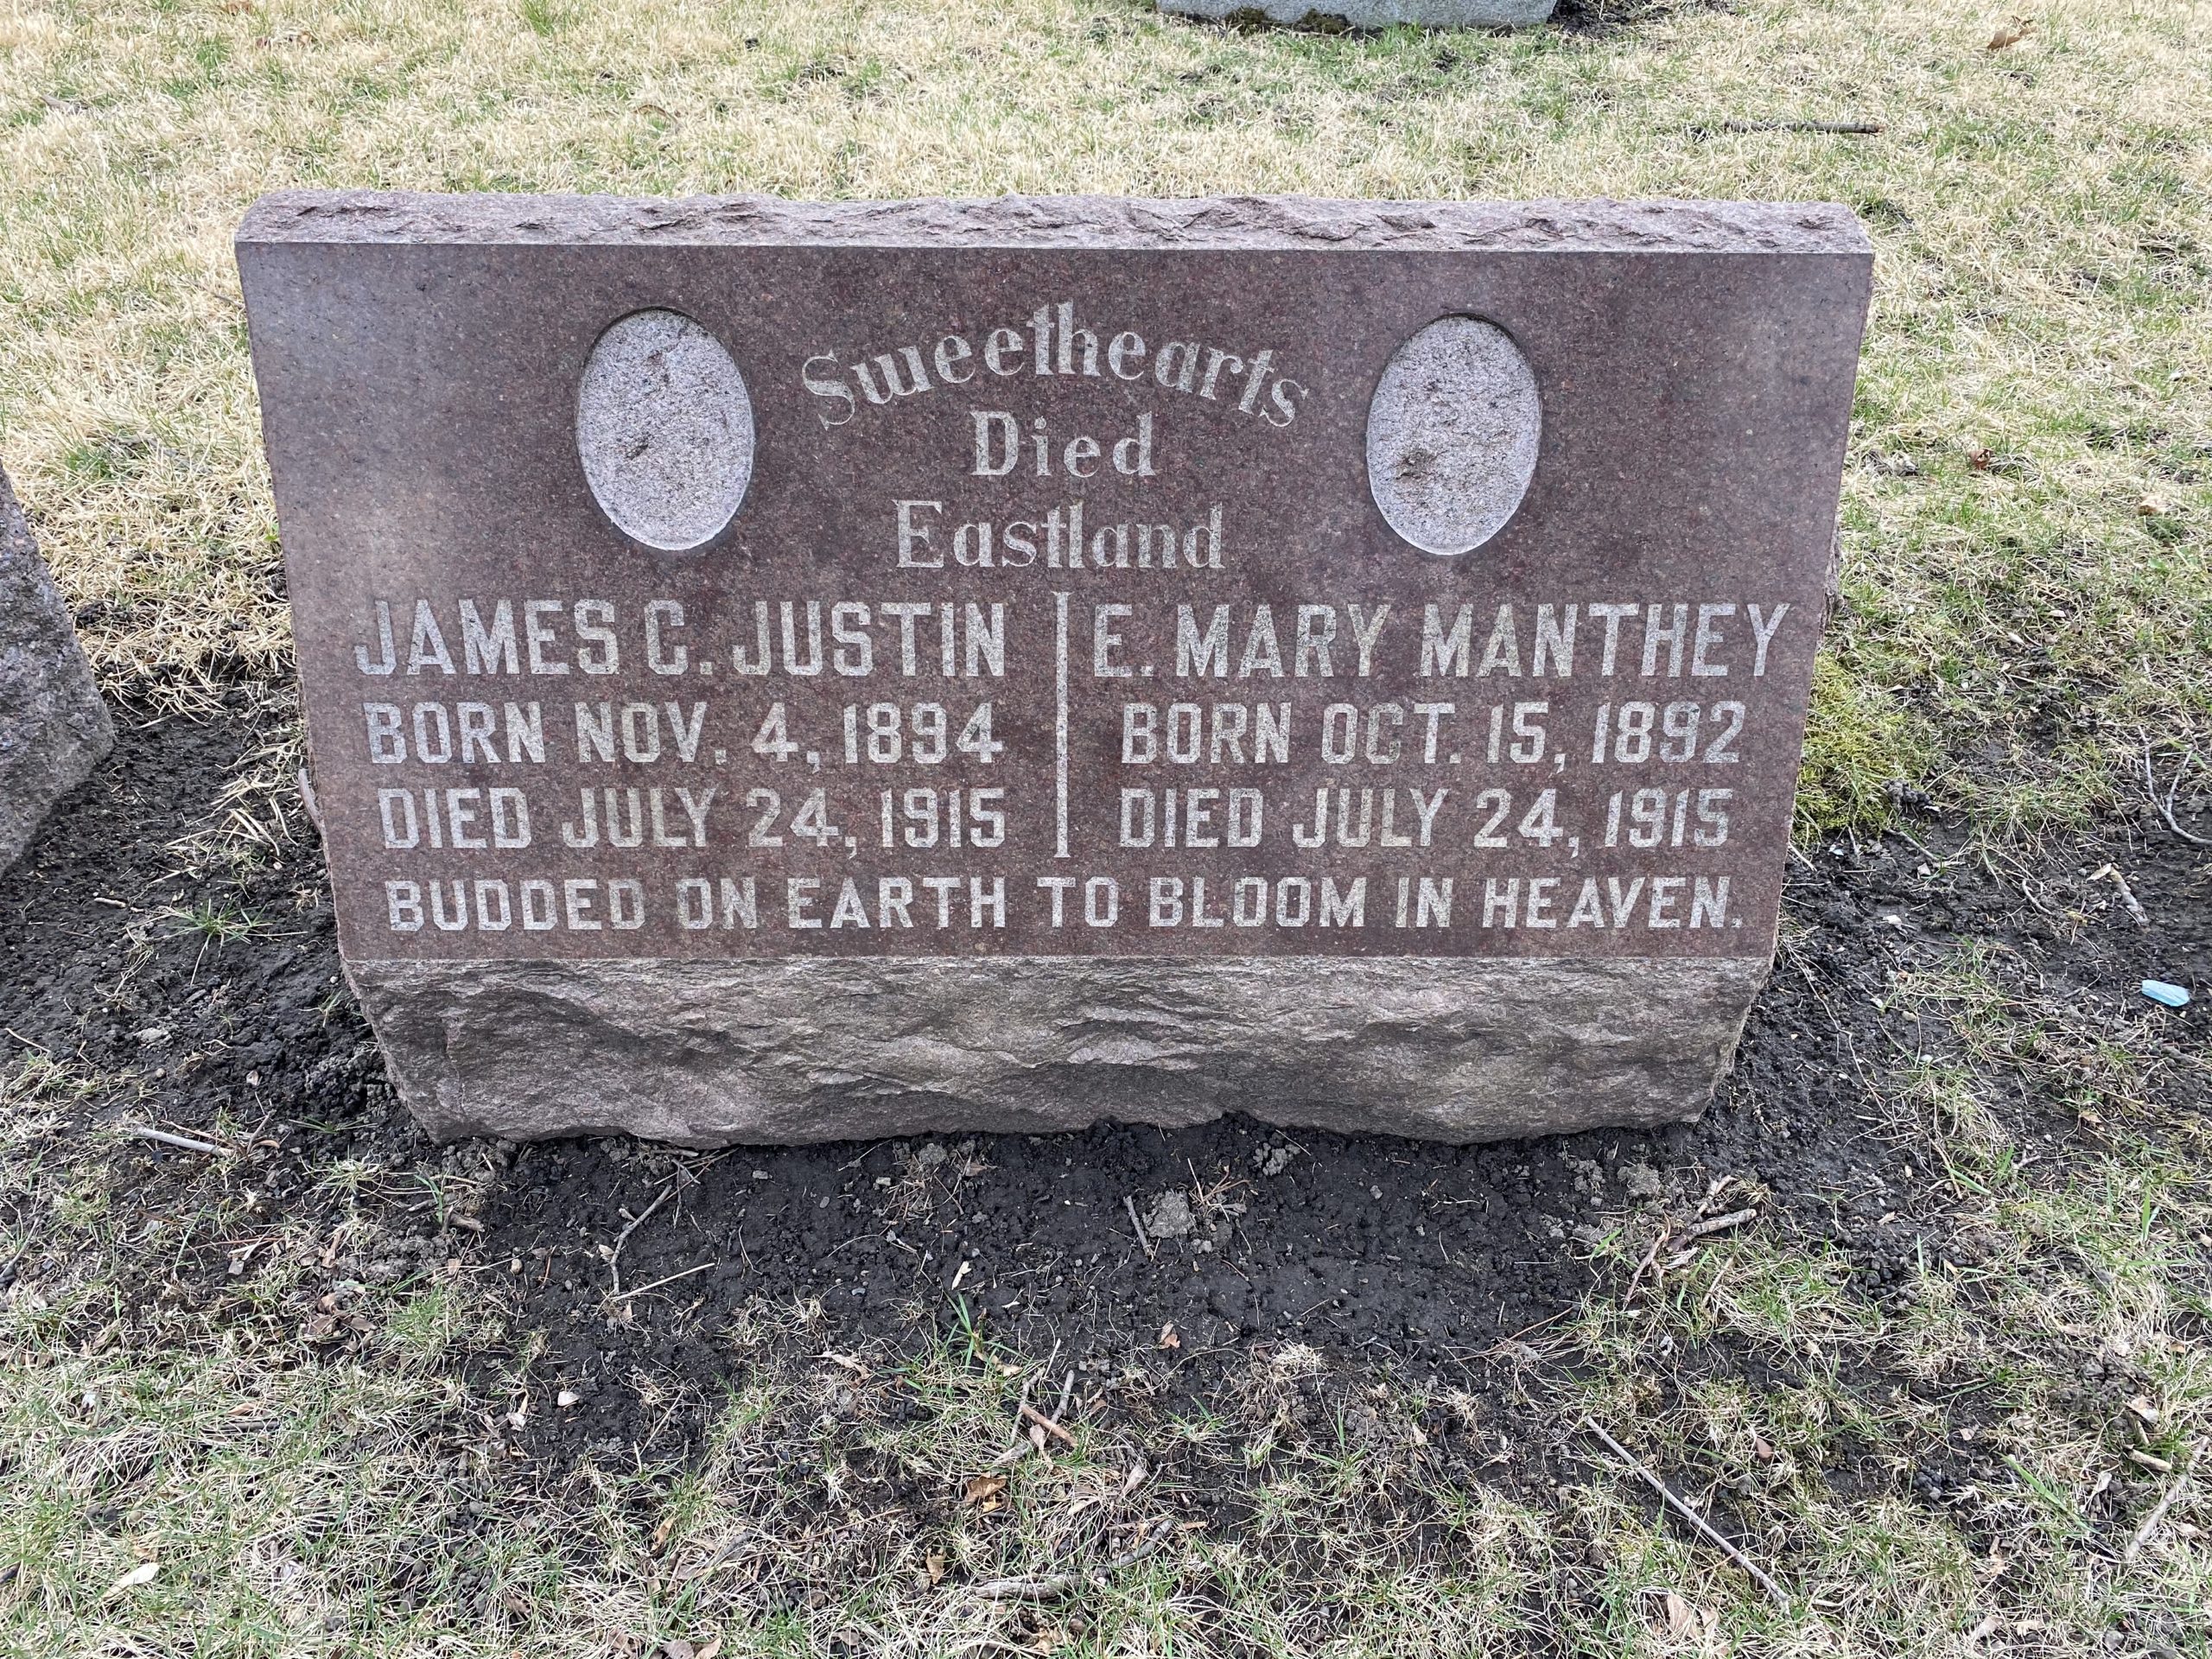 Sweethearts
Died
Eastland
JAMES C. JUSTIN
BORN NOV. 4, 1894
DIED JULY 24, 1915
E. MARY MANTHEY
BORN OCT. 15, 1892
DIED JULY 24, 1915
BUDDED ON EARTH TO BLOOM IN HEAVEN.